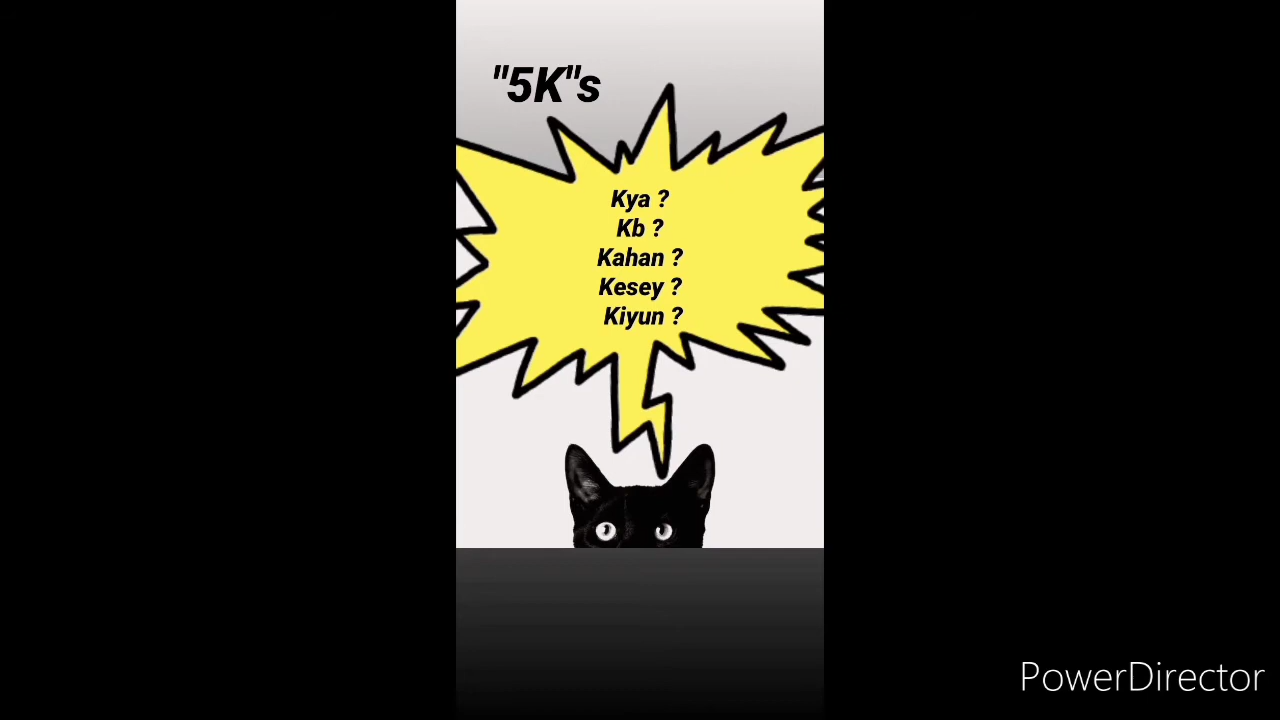 "5K"s
Kya ?
Kb ?
Kahan ?
Kesey ?
Kiyun ?
PowerDirector